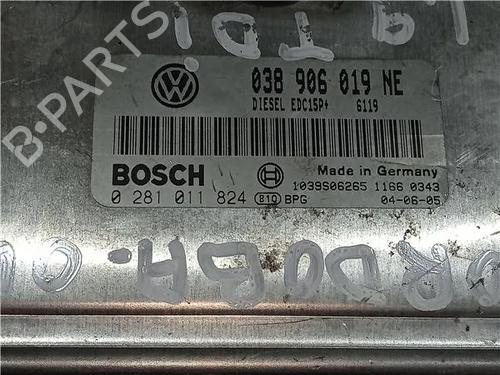 1.9 TDI
B-PARTS
038 906 019 NE
DIESEL EDC15P+ 6119
BOSCH
Made in Germany
0 281 011 824
1039S06265 1166 0343
B10 BPG
04-06-05